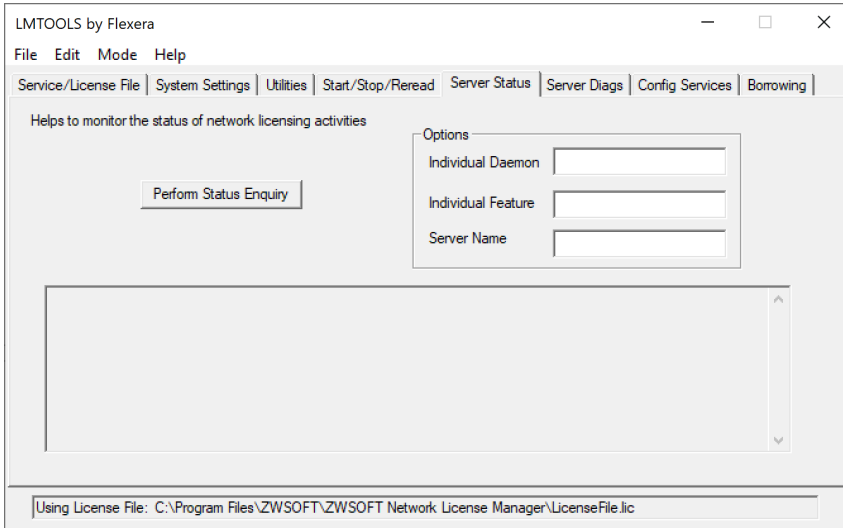 LMTOOLS by Flexera
File Edit Mode Help
Service/License File System Settings Utilities Start/Stop/Reread Server Status Server Diags Config Services Borrowing
Helps to monitor the status of network licensing activities
Perform Status Enquiry
Options
Individual Daemon
Individual Feature
Server Name
Using License File: C:\Program Files\ZWSOFT\ZWSOFT Network License Manager\LicenseFile.lic